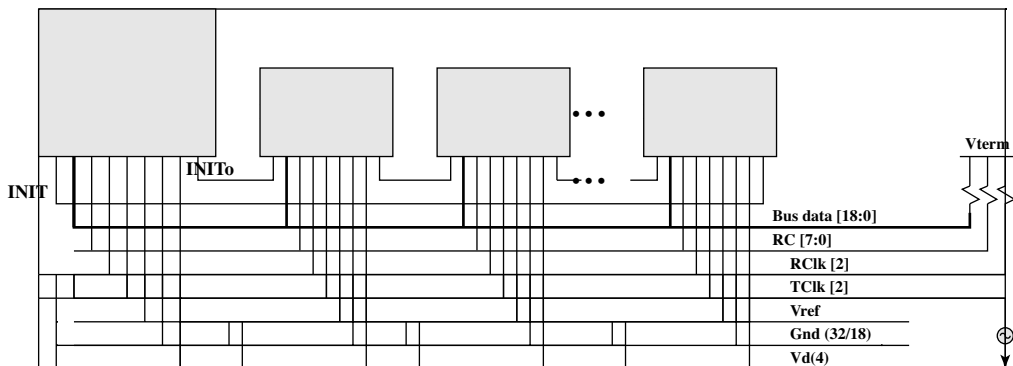 Vterm
INITo
INIT
Bus data [18:0]
RC [7:0]
RClk [2]
TClk [2]
Vref
Gnd (32/18)
Vd(4)